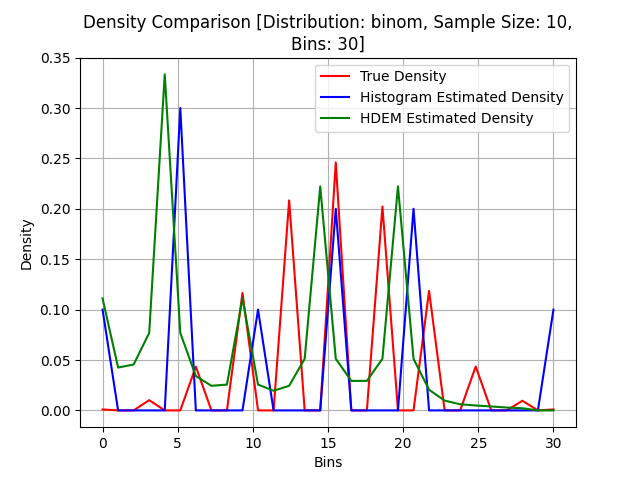 Density Comparison [Distribution: binom, Sample Size: 10,
Bins: 30]
True Density
Histogram Estimated Density
HDEM Estimated Density
Density
0.35
0.30
0.25
0.20
0.15
0.10
0.05
0.00
0 5 10 15 20 25 30
Bins